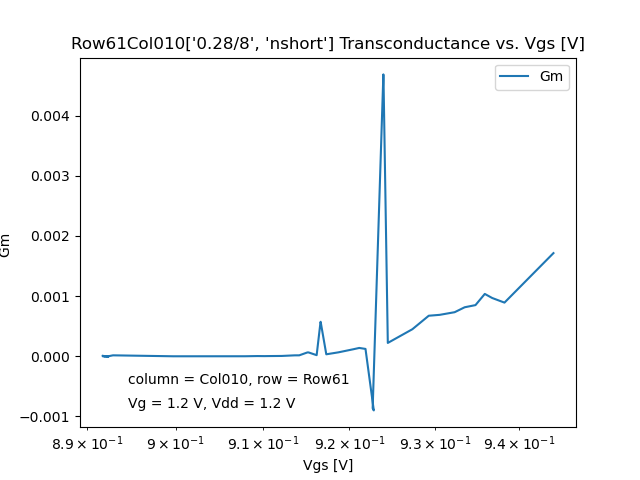 Row61Col010['0.28/8', 'nshort'] Transconductance vs. Vgs [V]
Gm
0.004
0.003
0.002
0.001
0.000
−0.001
Gm
column = Col010, row = Row61
Vg = 1.2 V, Vdd = 1.2 V
8.9 × 10⁻¹ 9 × 10⁻¹ 9.1 × 10⁻¹ 9.2 × 10⁻¹ 9.3 × 10⁻¹ 9.4 × 10⁻¹
Vgs [V]